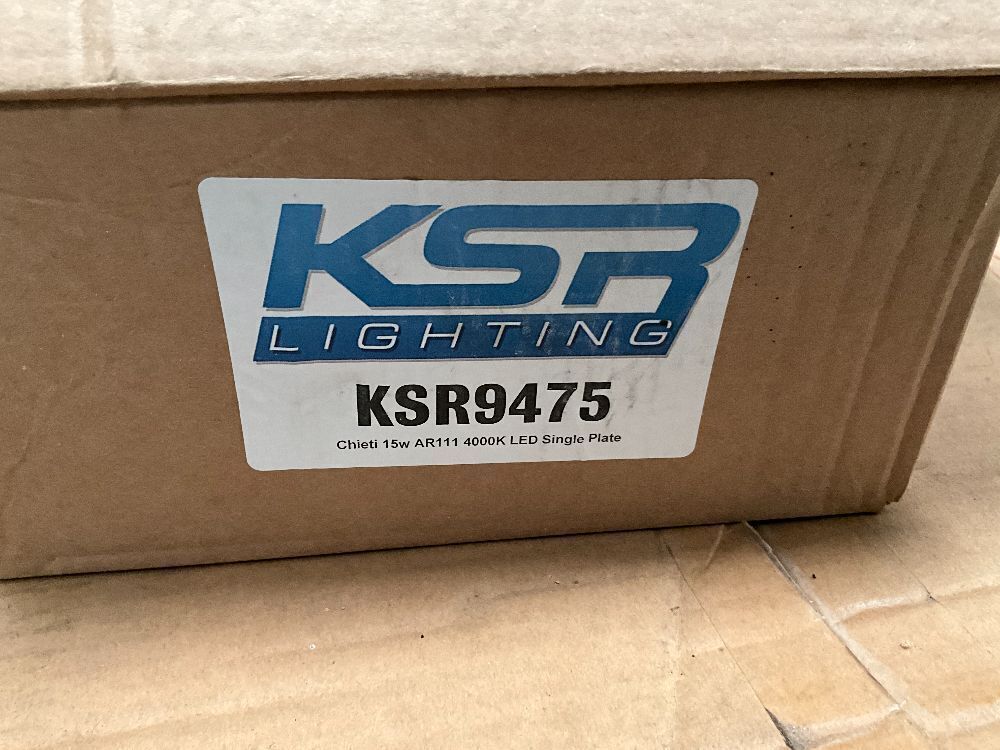 KSR
LIGHTING
KSR9475
Chieti 15w AR111 4000K LED Single Plate